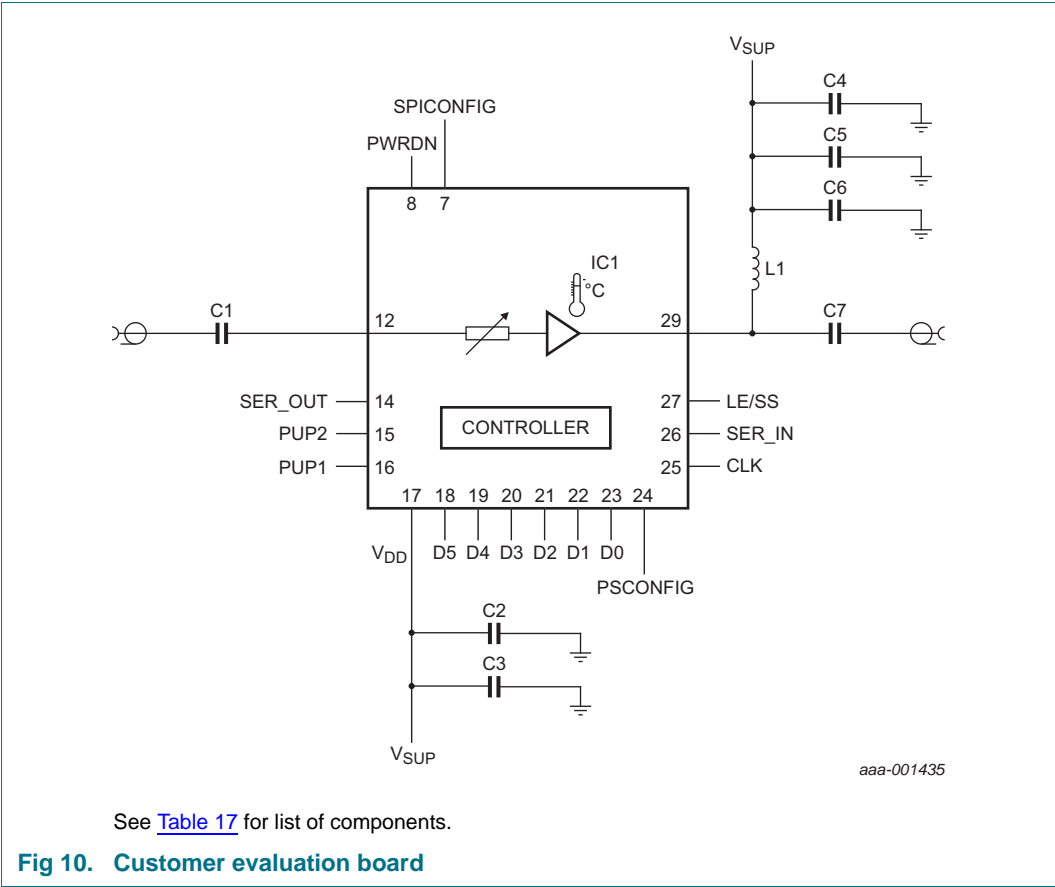 VSUP
C4
SPICONFIG
C5
PWRDN
C6
8 7
IC1
°C
L1
C1
12
29
C7
SER_OUT
14
27
LE/SS
PUP2
15
CONTROLLER
26
SER_IN
PUP1
16
25
CLK
17 18 19 20 21 22 23 24
VDD D5 D4 D3 D2 D1 D0
PSCONFIG
C2
C3
VSUP
aaa-001435
See Table 17 for list of components.
Fig 10. Customer evaluation board